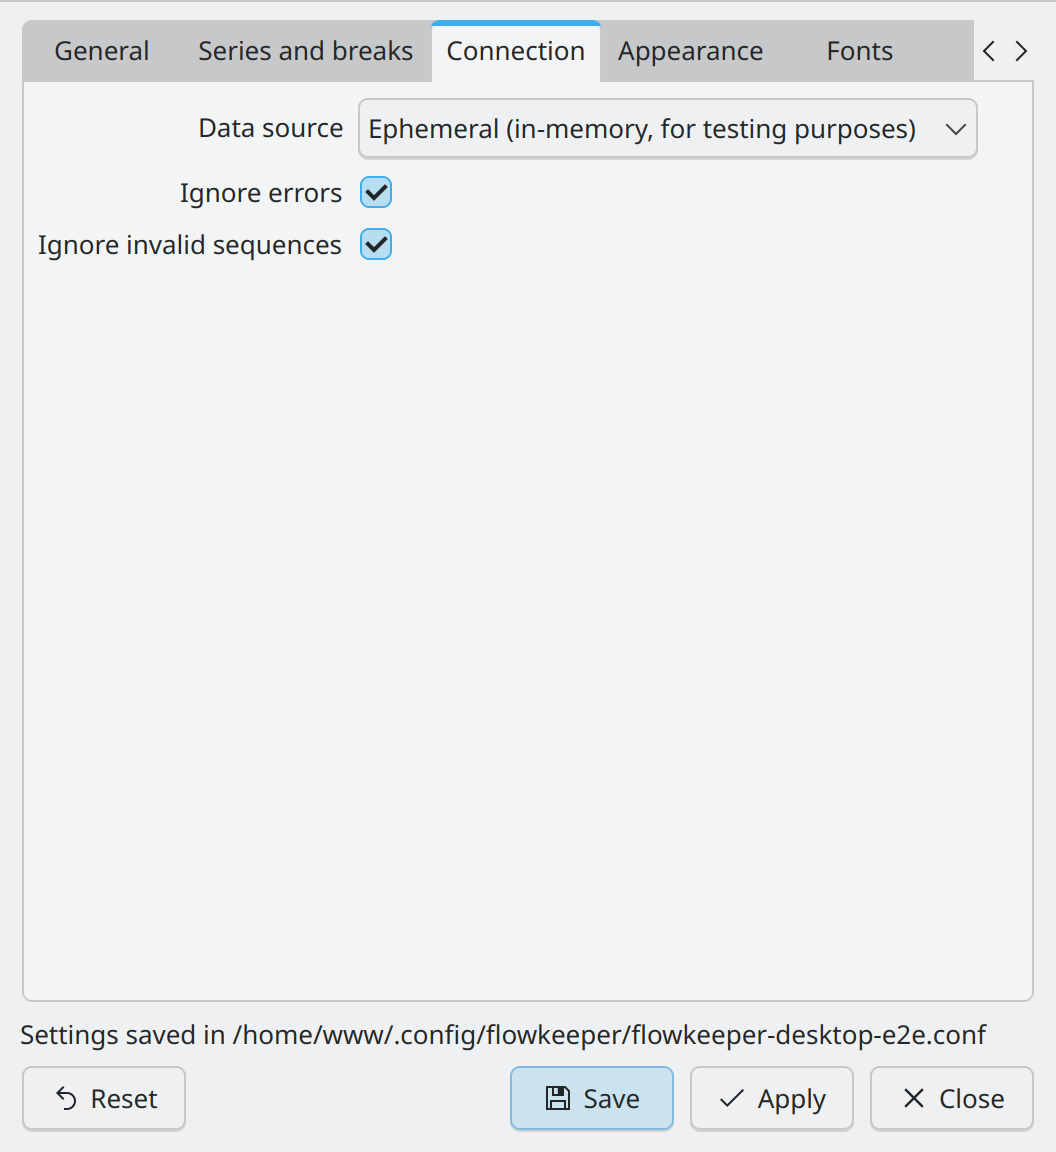 General Series and breaks Connection Appearance Fonts
Data source Ephemeral (in-memory, for testing purposes)
Ignore errors
Ignore invalid sequences
Settings saved in /home/www/.config/flowkeeper/flowkeeper-desktop-e2e.conf
Reset Save Apply Close